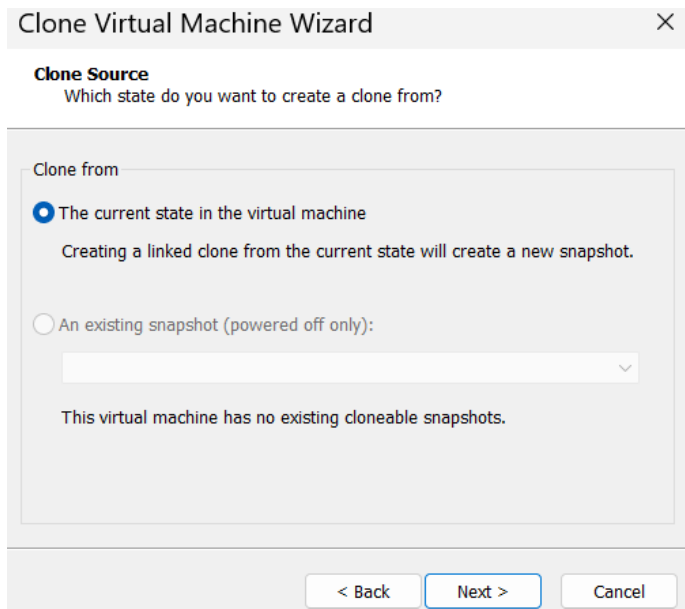 Clone Virtual Machine Wizard
Clone Source
Which state do you want to create a clone from?
Clone from
The current state in the virtual machine
Creating a linked clone from the current state will create a new snapshot.
An existing snapshot (powered off only):
This virtual machine has no existing cloneable snapshots.
< Back Next > Cancel